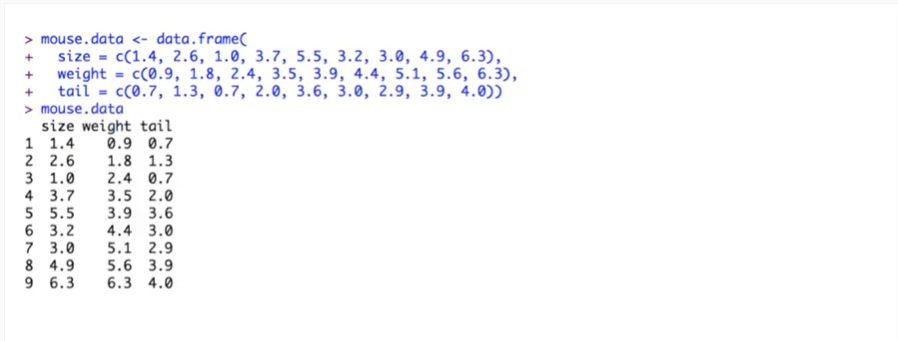 > mouse.data <- data.frame(
+   size = c(1.4, 2.6, 1.0, 3.7, 5.5, 3.2, 3.0, 4.9, 6.3),
+   weight = c(0.9, 1.8, 2.4, 3.5, 3.9, 4.4, 5.1, 5.6, 6.3),
+   tail = c(0.7, 1.3, 0.7, 2.0, 3.6, 3.0, 2.9, 3.9, 4.0))
> mouse.data
  size weight tail
1  1.4    0.9  0.7
2  2.6    1.8  1.3
3  1.0    2.4  0.7
4  3.7    3.5  2.0
5  5.5    3.9  3.6
6  3.2    4.4  3.0
7  3.0    5.1  2.9
8  4.9    5.6  3.9
9  6.3    6.3  4.0